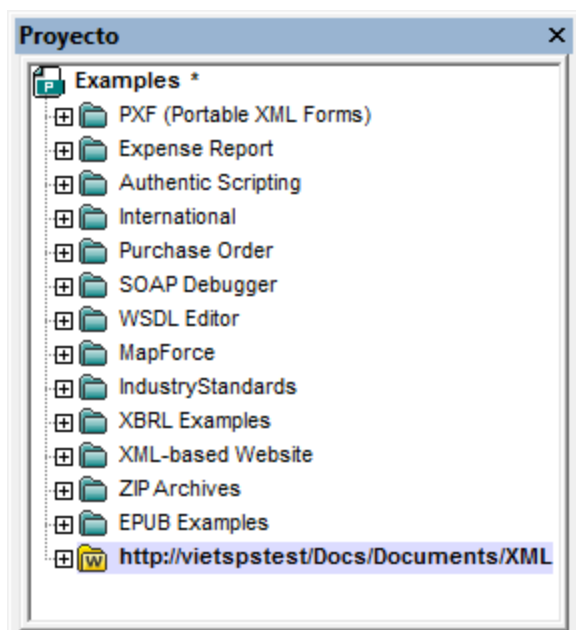 Proyecto
Examples *
PXF (Portable XML Forms)
Expense Report
Authentic Scripting
International
Purchase Order
SOAP Debugger
WSDL Editor
MapForce
IndustryStandards
XBRL Examples
XML-based Website
ZIP Archives
EPUB Examples
http://vietspstest/Docs/Documents/XML